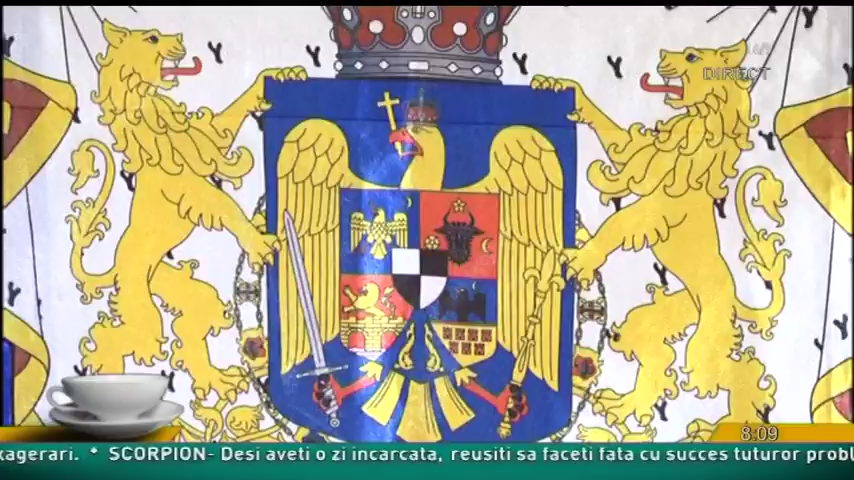 DIRECT
8:09
xagerari. * SCORPION- Desi aveti o zi incarcata, reusiti sa faceti fata cu succes tuturor probl